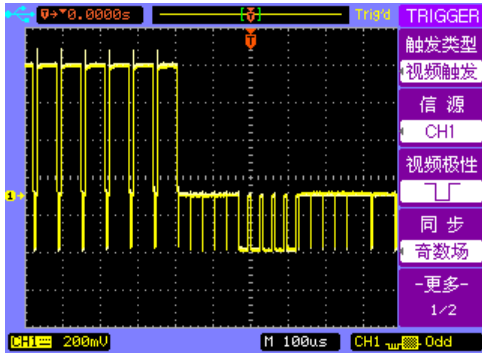 T→▼0.0000s
T
Trig'd
TRIGGER
触发类型
视频触发
信 源
CH1
视频极性
同 步
奇数场
-更多-
1/2
T
1
CH1 200mV
M 100us
CH1 Odd